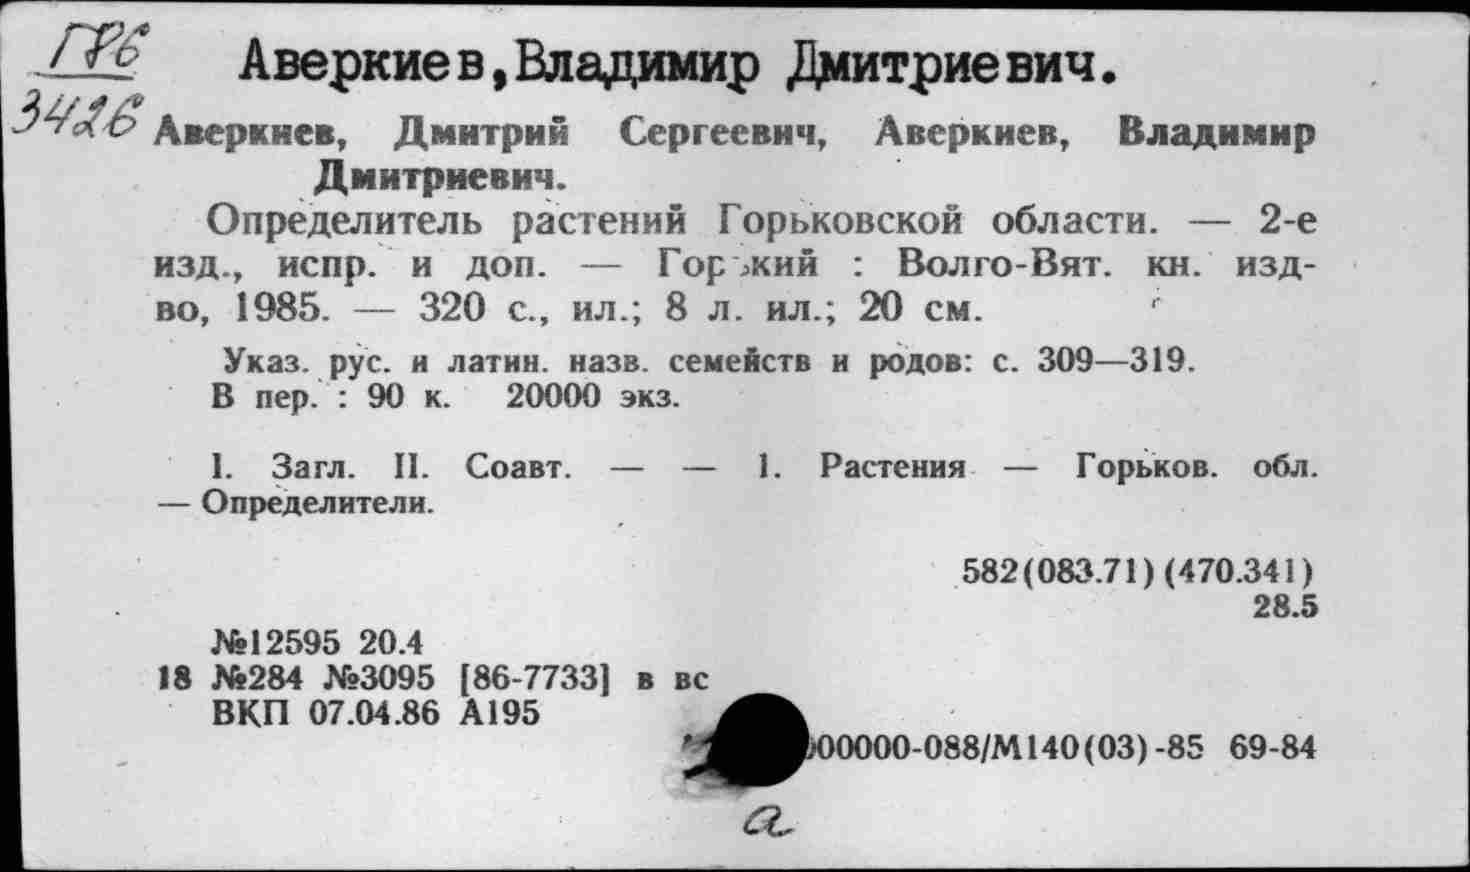 ГР6 Аверкиев,Владимир Дмитриевич.
3426
Аверкиев, Дмитрий Сергеевич, Аверкиев, Владимир
Дмитриевич.
Определитель растений Горьковской области. — 2-е
изд., испр. и доп. — Горький : Волго-Вят. кн. изд-
во, 1985. — 320 с., ил.; 8 л. ил.; 20 см.
Указ. рус. и латин. назв. семейств и родов: с. 309—319.
В пер. : 90 к. 20000 экз.
I. Загл. II. Соавт. — — 1. Растения — Горьков. обл.
— Определители.
582(083.71)(470.341)
28.5
№12595 20.4
18 №284 №3095 [86-7733] в вс
ВКП 07.04.86 А195
00000-088/М140(03)-85 69-84
а